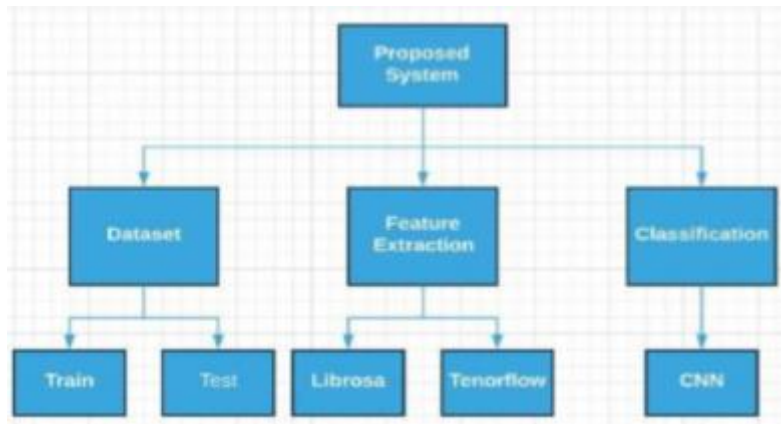 Proposed
System
Dataset
Feature
Extraction
Classification
Train
Test
Librosa
Tenorflow
CNN